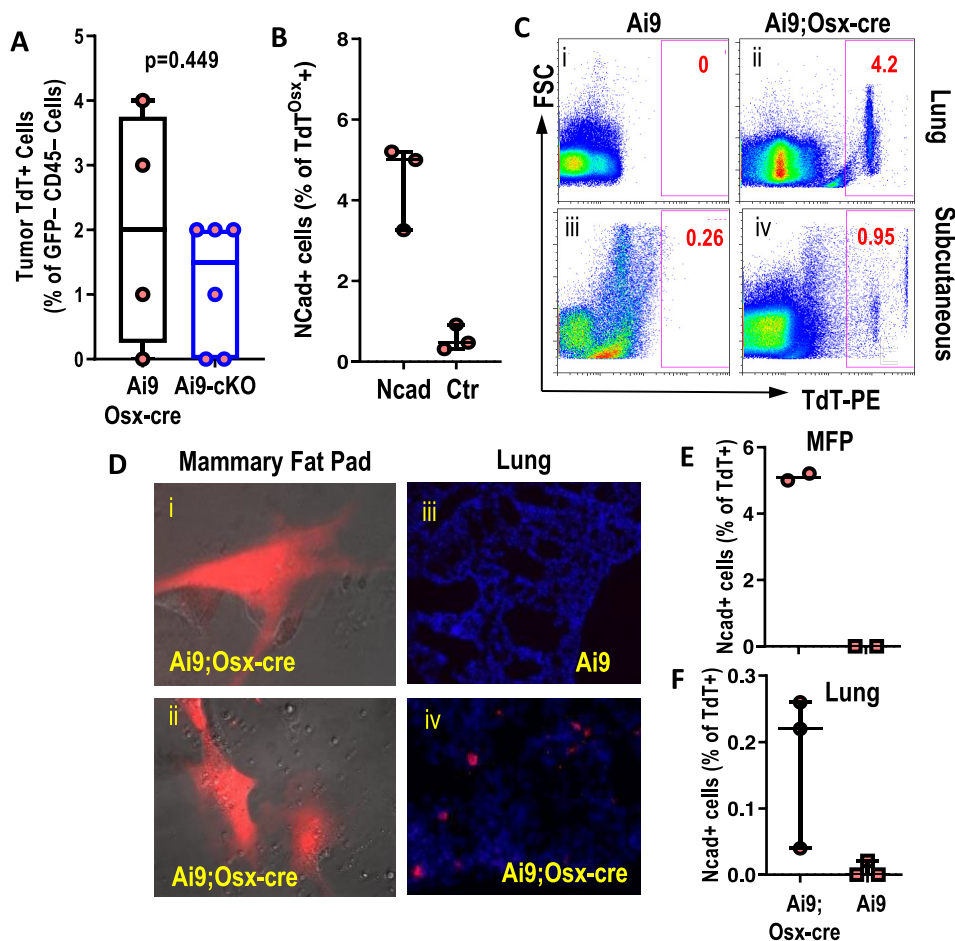 A
p=0.449
Tumor TdT+ Cells
(% of GFP– CD45– Cells)
5
4
3
2
1
0
Ai9
Osx-cre
Ai9-cKO
B
NCad+ cells (% of TdT^Osx+)
8
6
4
2
0
Ncad
Ctr
C
Ai9
Ai9;Osx-cre
i
0
ii
4.2
iii
0.26
iv
0.95
FSC
TdT-PE
Lung
Subcutaneous
D
Mammary Fat Pad
Lung
i
Ai9;Osx-cre
iii
Ai9
ii
Ai9;Osx-cre
iv
Ai9;Osx-cre
E
MFP
Ncad+ cells (% of TdT+)
6
4
2
0
F
Lung
Ncad+ cells (% of TdT+)
0.3
0.2
0.1
0.0
Ai9;
Osx-cre
Ai9